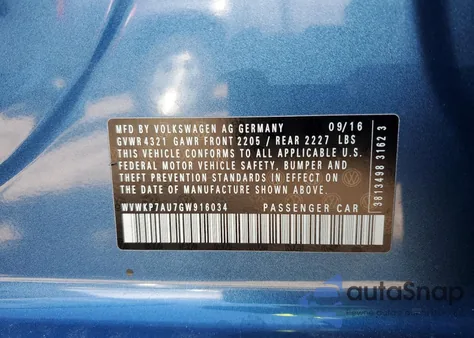 MFD BY VOLKSWAGEN AG GERMANY 09/16
GVWR 4321 GAWR FRONT 2205 / REAR 2227 LBS
THIS VEHICLE CONFORMS TO ALL APPLICABLE U.S.
FEDERAL MOTOR VEHICLE SAFETY, BUMPER AND
THEFT PREVENTION STANDARDS IN EFFECT ON THE
DATE OF MANUFACTURE SHOWN ABOVE.
WVWKP7AU7GW916034 PASSENGER CAR
3813498 3162 3
autoSnap